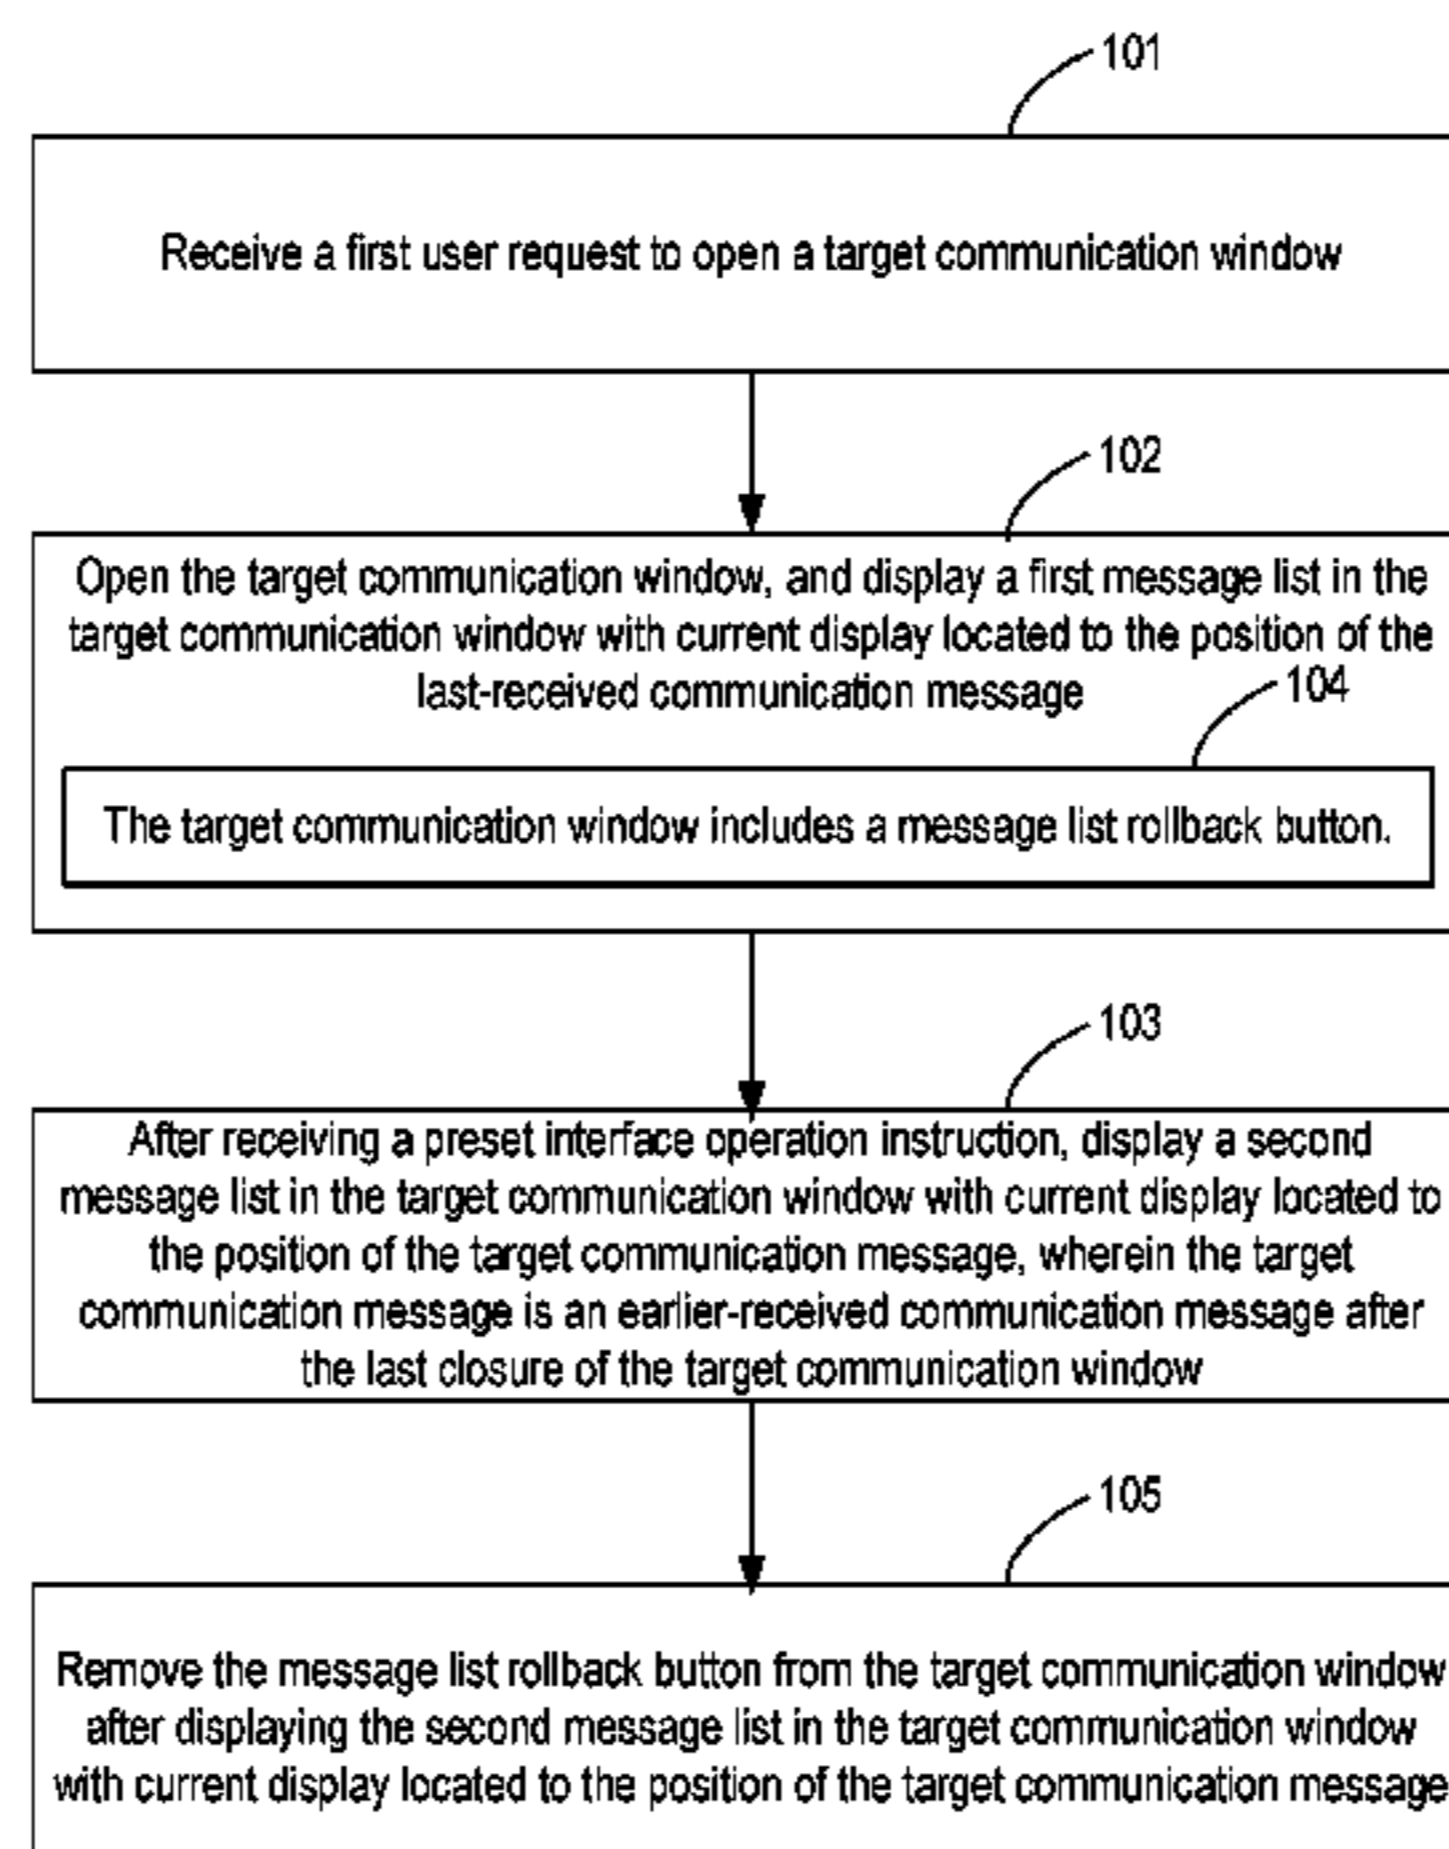 101
Receive a first user request to open a target communication window
102
Open the target communication window, and display a first message list in the
target communication window with current display located to the position of the
last-received communication message
104
The target communication window includes a message list rollback button.
103
After receiving a preset interface operation instruction, display a second
message list in the target communication window with current display located to
the position of the target communication message, wherein the target
communication message is an earlier-received communication message after
the last closure of the target communication window
105
Remove the message list rollback button from the target communication window
after displaying the second message list in the target communication window
with current display located to the position of the target communication message